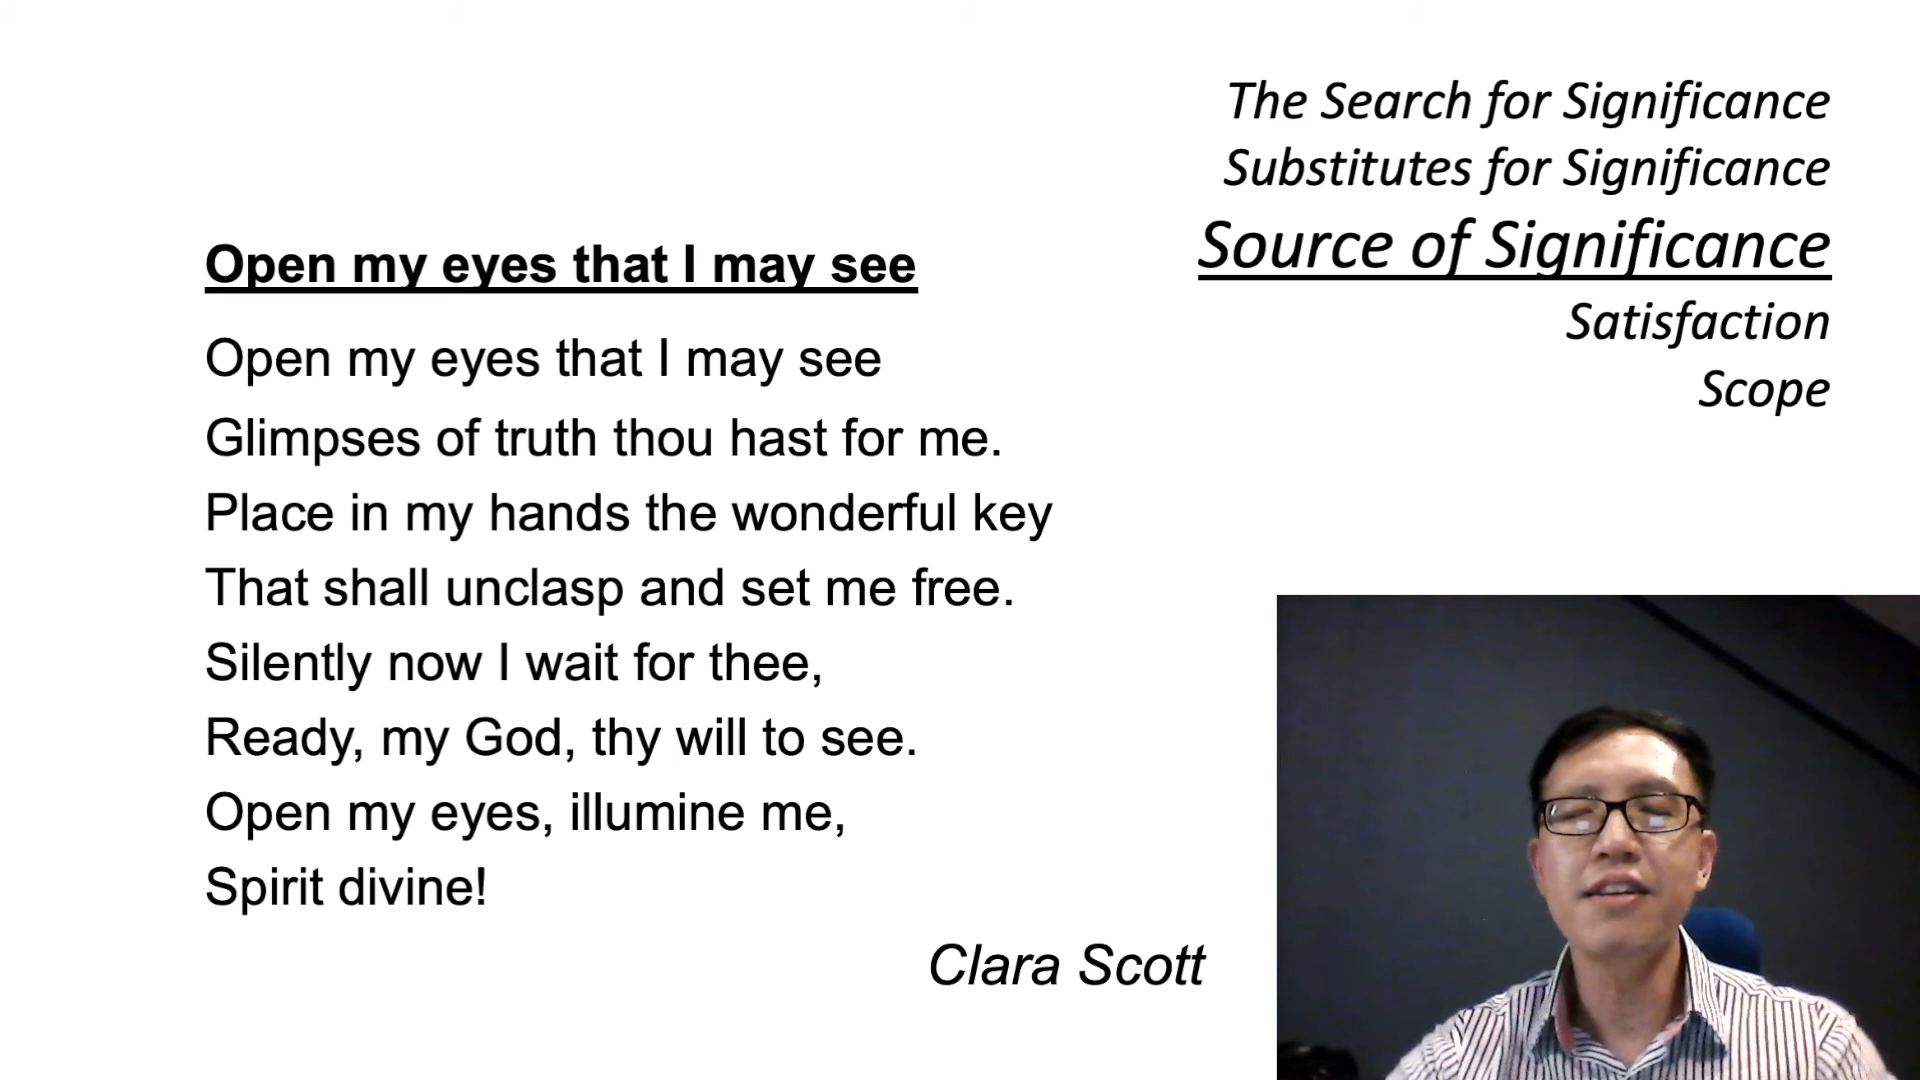 The Search for Significance
Substitutes for Significance
Source of Significance
Satisfaction
Scope
Open my eyes that I may see
Open my eyes that I may see
Glimpses of truth thou hast for me.
Place in my hands the wonderful key
That shall unclasp and set me free.
Silently now I wait for thee,
Ready, my God, thy will to see.
Open my eyes, illumine me,
Spirit divine!
Clara Scott